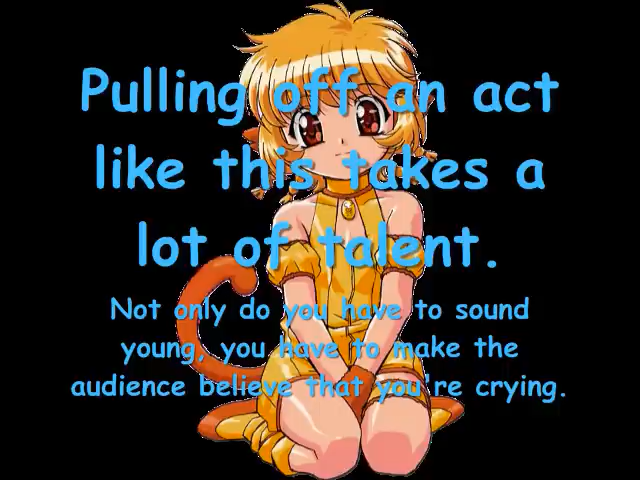 Pulling off an act
like this takes a
lot of talent.
Not only do you have to sound
young, you have to make the
audience believe that you're crying.